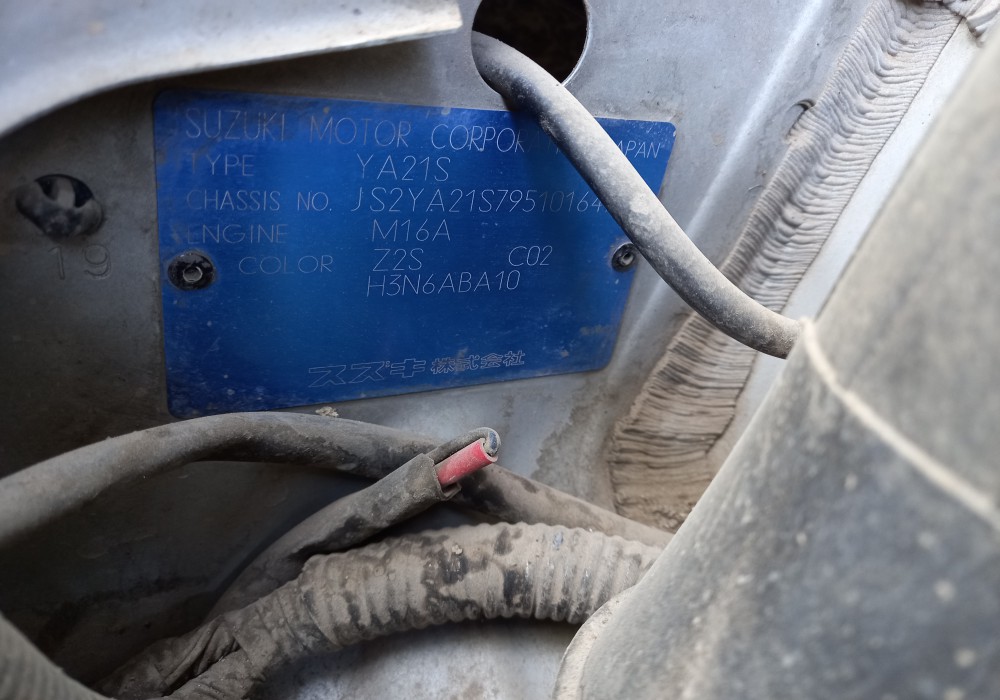 SUZUKI MOTOR CORPOR APAN
TYPE YA21S
CHASSIS NO. JS2YA21S79510164
ENGINE M16A
COLOR Z2S C02
H3N6ABA10
スズキ株式会社
19